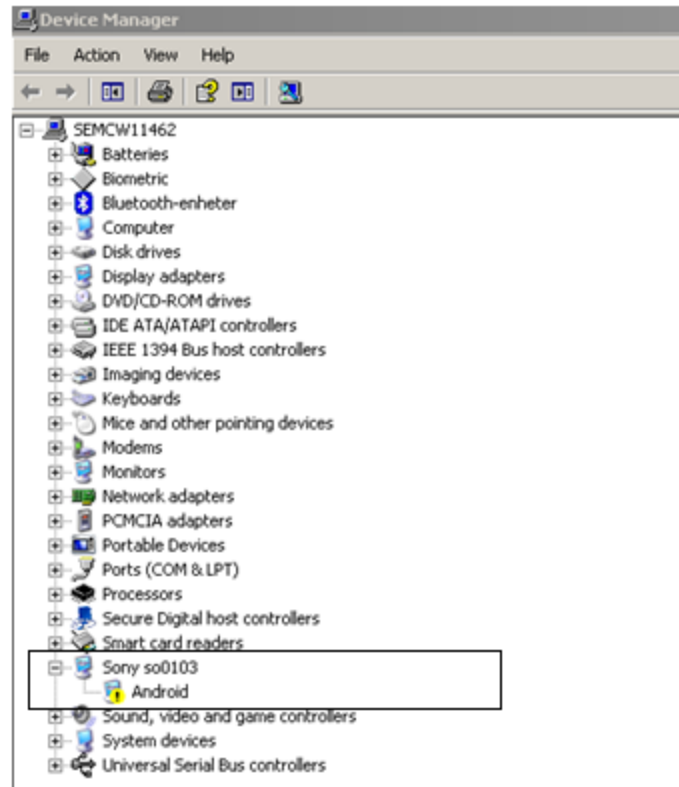 Device Manager
File Action View Help
SEMCW11462
Batteries
Biometric
Bluetooth-enheter
Computer
Disk drives
Display adapters
DVD/CD-ROM drives
IDE ATA/ATAPI controllers
IEEE 1394 Bus host controllers
Imaging devices
Keyboards
Mice and other pointing devices
Modems
Monitors
Network adapters
PCMCIA adapters
Portable Devices
Ports (COM & LPT)
Processors
Secure Digital host controllers
Smart card readers
Sony so0103
Android
Sound, video and game controllers
System devices
Universal Serial Bus controllers